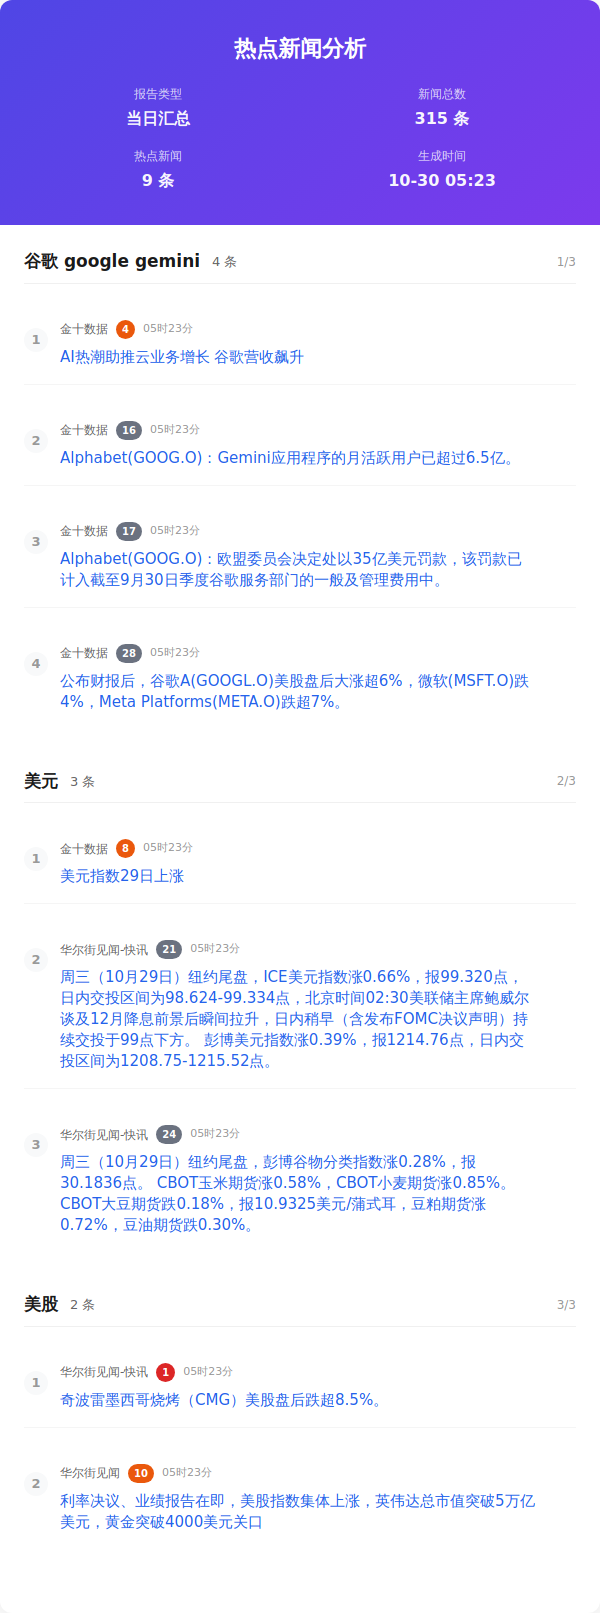 热点新闻分析
报告类型
当日汇总
新闻总数
315 条
热点新闻
9 条
生成时间
10-30 05:23
谷歌 google gemini 4 条 1/3
1
金十数据 4 05时23分
AI热潮助推云业务增长 谷歌营收飙升
2
金十数据 16 05时23分
Alphabet(GOOG.O)：Gemini应用程序的月活跃用户已超过6.5亿。
3
金十数据 17 05时23分
Alphabet(GOOG.O)：欧盟委员会决定处以35亿美元罚款，该罚款已
计入截至9月30日季度谷歌服务部门的一般及管理费用中。
4
金十数据 28 05时23分
公布财报后，谷歌A(GOOGL.O)美股盘后大涨超6%，微软(MSFT.O)跌
4%，Meta Platforms(META.O)跌超7%。
美元 3 条 2/3
1
金十数据 8 05时23分
美元指数29日上涨
2
华尔街见闻-快讯 21 05时23分
周三（10月29日）纽约尾盘，ICE美元指数涨0.66%，报99.320点，
日内交投区间为98.624-99.334点，北京时间02:30美联储主席鲍威尔
谈及12月降息前景后瞬间拉升，日内稍早（含发布FOMC决议声明）持
续交投于99点下方。 彭博美元指数涨0.39%，报1214.76点，日内交
投区间为1208.75-1215.52点。
3
华尔街见闻-快讯 24 05时23分
周三（10月29日）纽约尾盘，彭博谷物分类指数涨0.28%，报
30.1836点。 CBOT玉米期货涨0.58%，CBOT小麦期货涨0.85%。
CBOT大豆期货跌0.18%，报10.9325美元/蒲式耳，豆粕期货涨
0.72%，豆油期货跌0.30%。
美股 2 条 3/3
1
华尔街见闻-快讯 1 05时23分
奇波雷墨西哥烧烤（CMG）美股盘后跌超8.5%。
2
华尔街见闻 10 05时23分
利率决议、业绩报告在即，美股指数集体上涨，英伟达总市值突破5万亿
美元，黄金突破4000美元关口